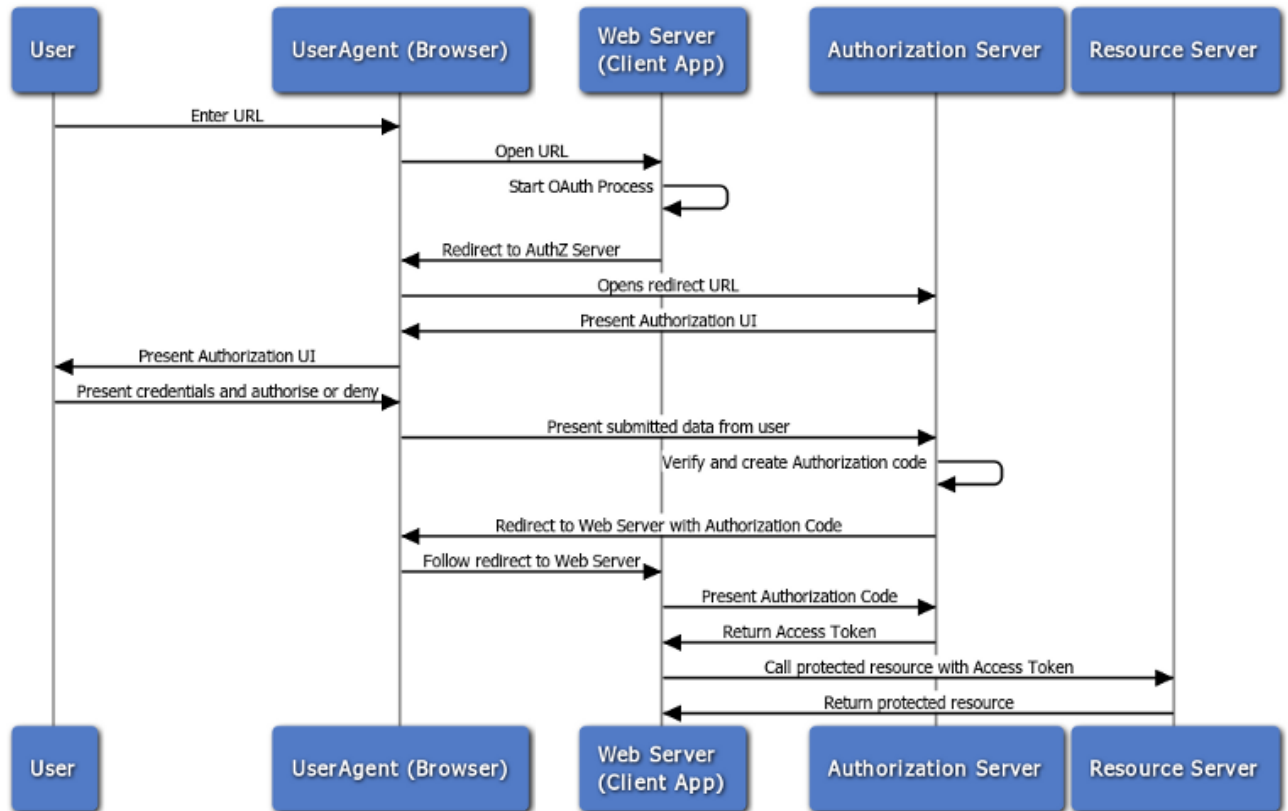 User
UserAgent (Browser)
Web Server
(Client App)
Authorization Server
Resource Server
Enter URL
Open URL
Start OAuth Process
Redirect to AuthZ Server
Opens redirect URL
Present Authorization UI
Present Authorization UI
Present credentials and authorise or deny
Present submitted data from user
Verify and create Authorization code
Redirect to Web Server with Authorization Code
Follow redirect to Web Server
Present Authorization Code
Return Access Token
Call protected resource with Access Token
Return protected resource
User
UserAgent (Browser)
Web Server
(Client App)
Authorization Server
Resource Server